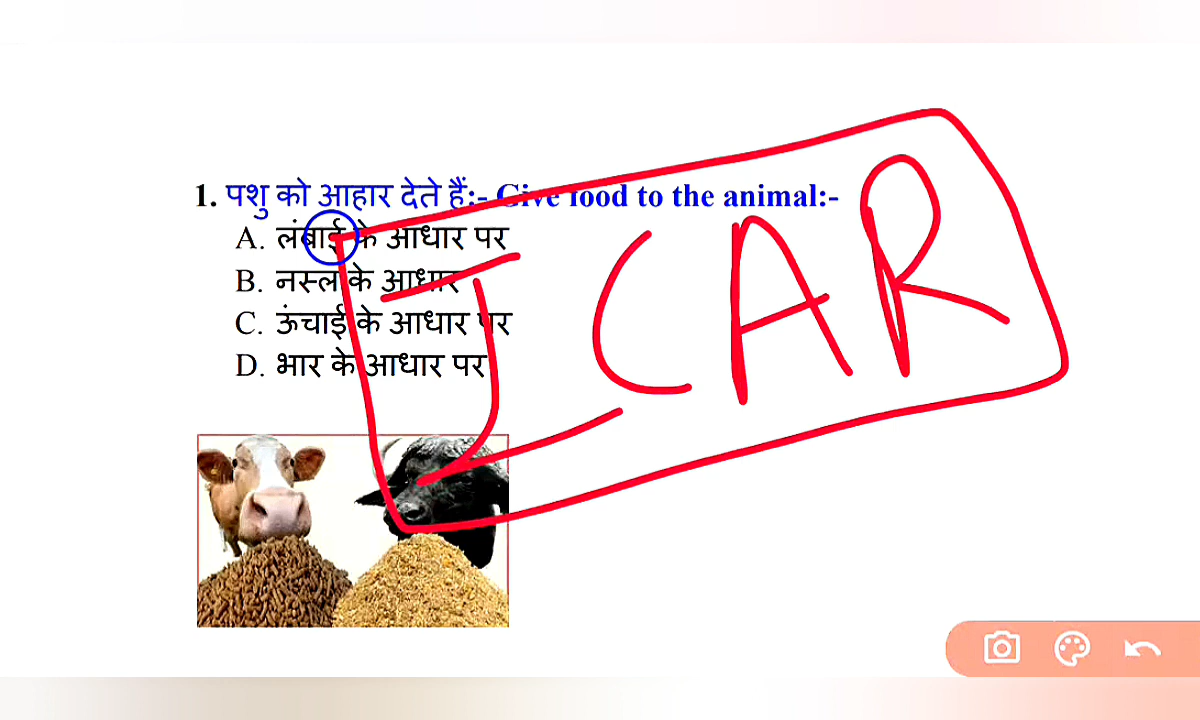 1. पशु को आहार देते हैं:- Give food to the animal:-
A. लंबाई के आधार पर
B. नस्ल के आधार
C. ऊंचाई के आधार पर
D. भार के आधार पर
ICAR